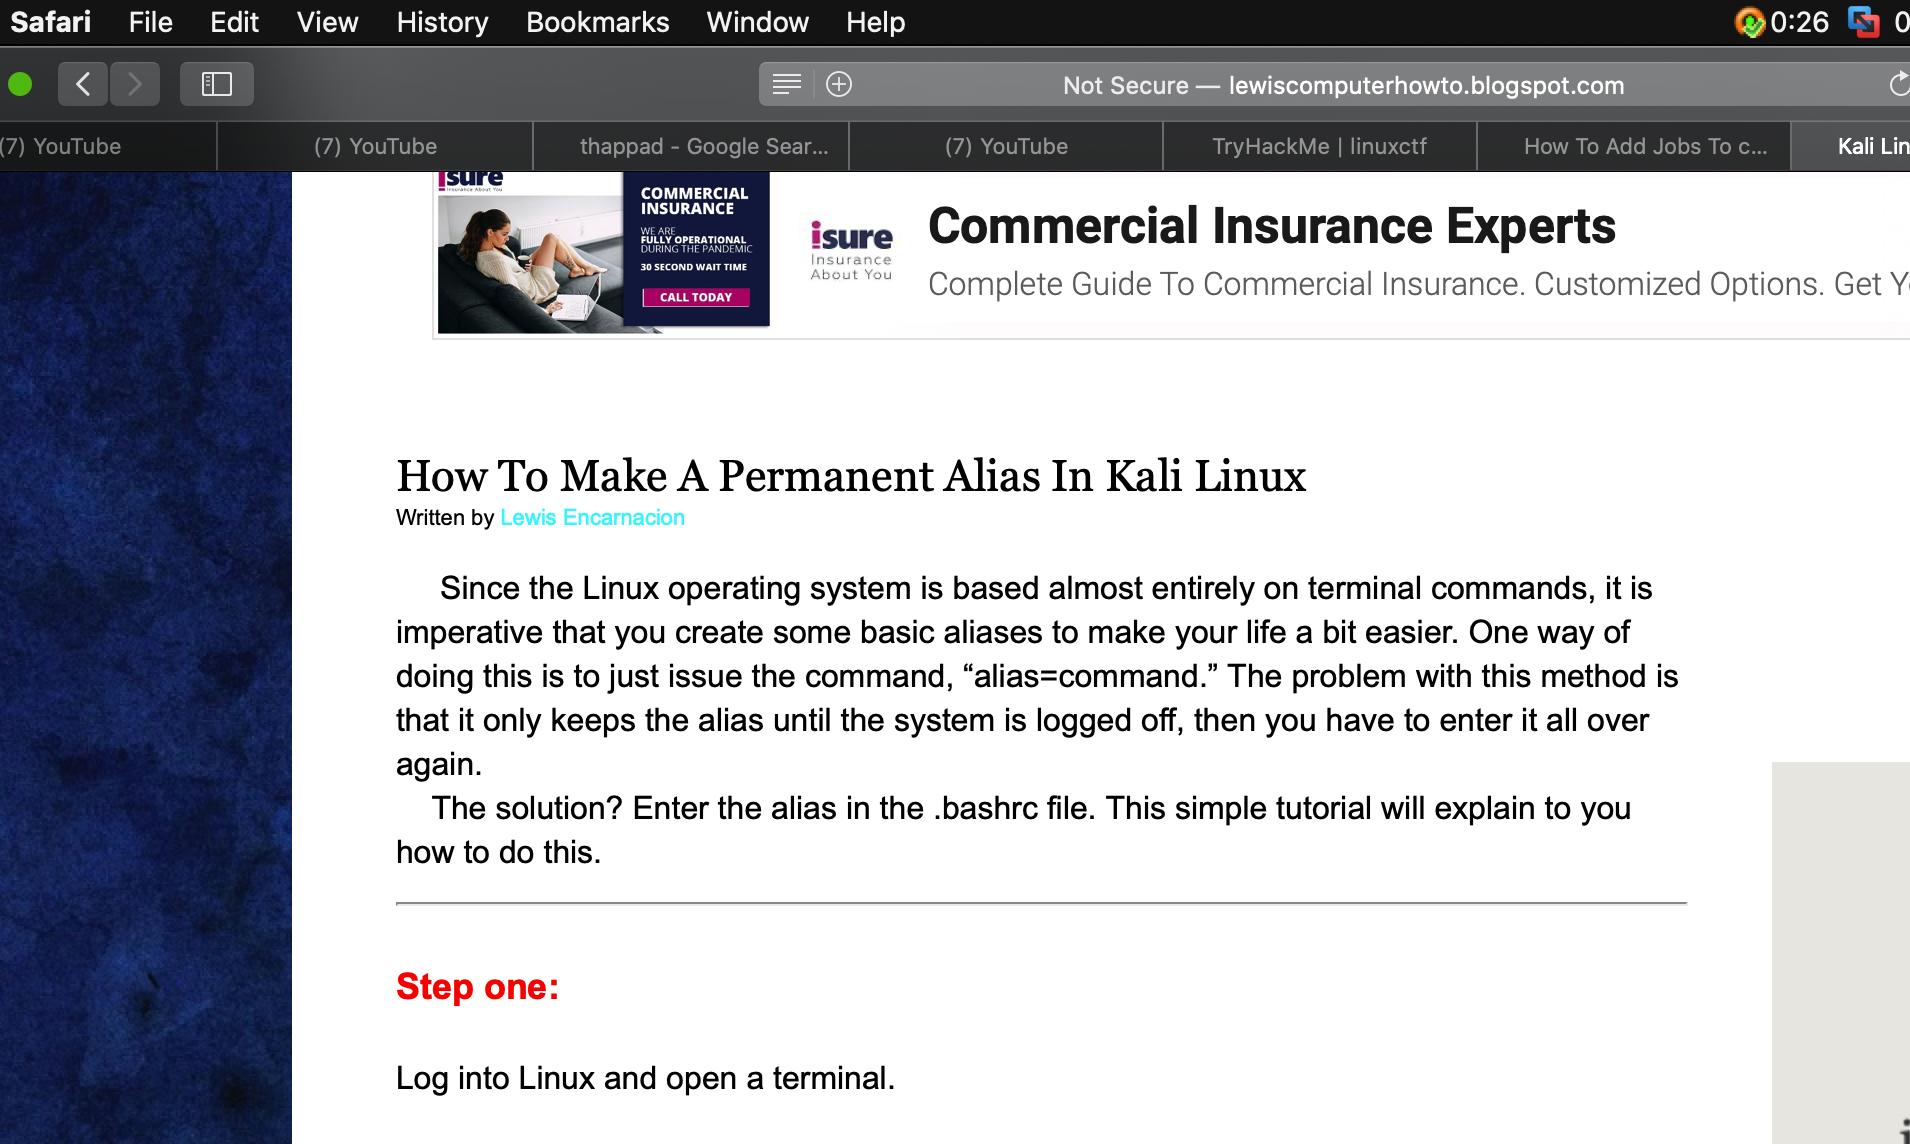 Safari File Edit View History Bookmarks Window Help 0:26 0
Not Secure — lewiscomputerhowto.blogspot.com
(7) YouTube (7) YouTube thappad - Google Sear... (7) YouTube TryHackMe | linuxctf How To Add Jobs To c... Kali Lin
isure
Insurance About You
COMMERCIAL
INSURANCE
WE ARE
FULLY OPERATIONAL
DURING THE PANDEMIC
30 SECOND WAIT TIME
CALL TODAY
isure
Insurance
About You
Commercial Insurance Experts
Complete Guide To Commercial Insurance. Customized Options. Get Y
How To Make A Permanent Alias In Kali Linux
Written by Lewis Encarnacion
Since the Linux operating system is based almost entirely on terminal commands, it is
imperative that you create some basic aliases to make your life a bit easier. One way of
doing this is to just issue the command, “alias=command.” The problem with this method is
that it only keeps the alias until the system is logged off, then you have to enter it all over
again.
The solution? Enter the alias in the .bashrc file. This simple tutorial will explain to you
how to do this.
Step one:
Log into Linux and open a terminal.